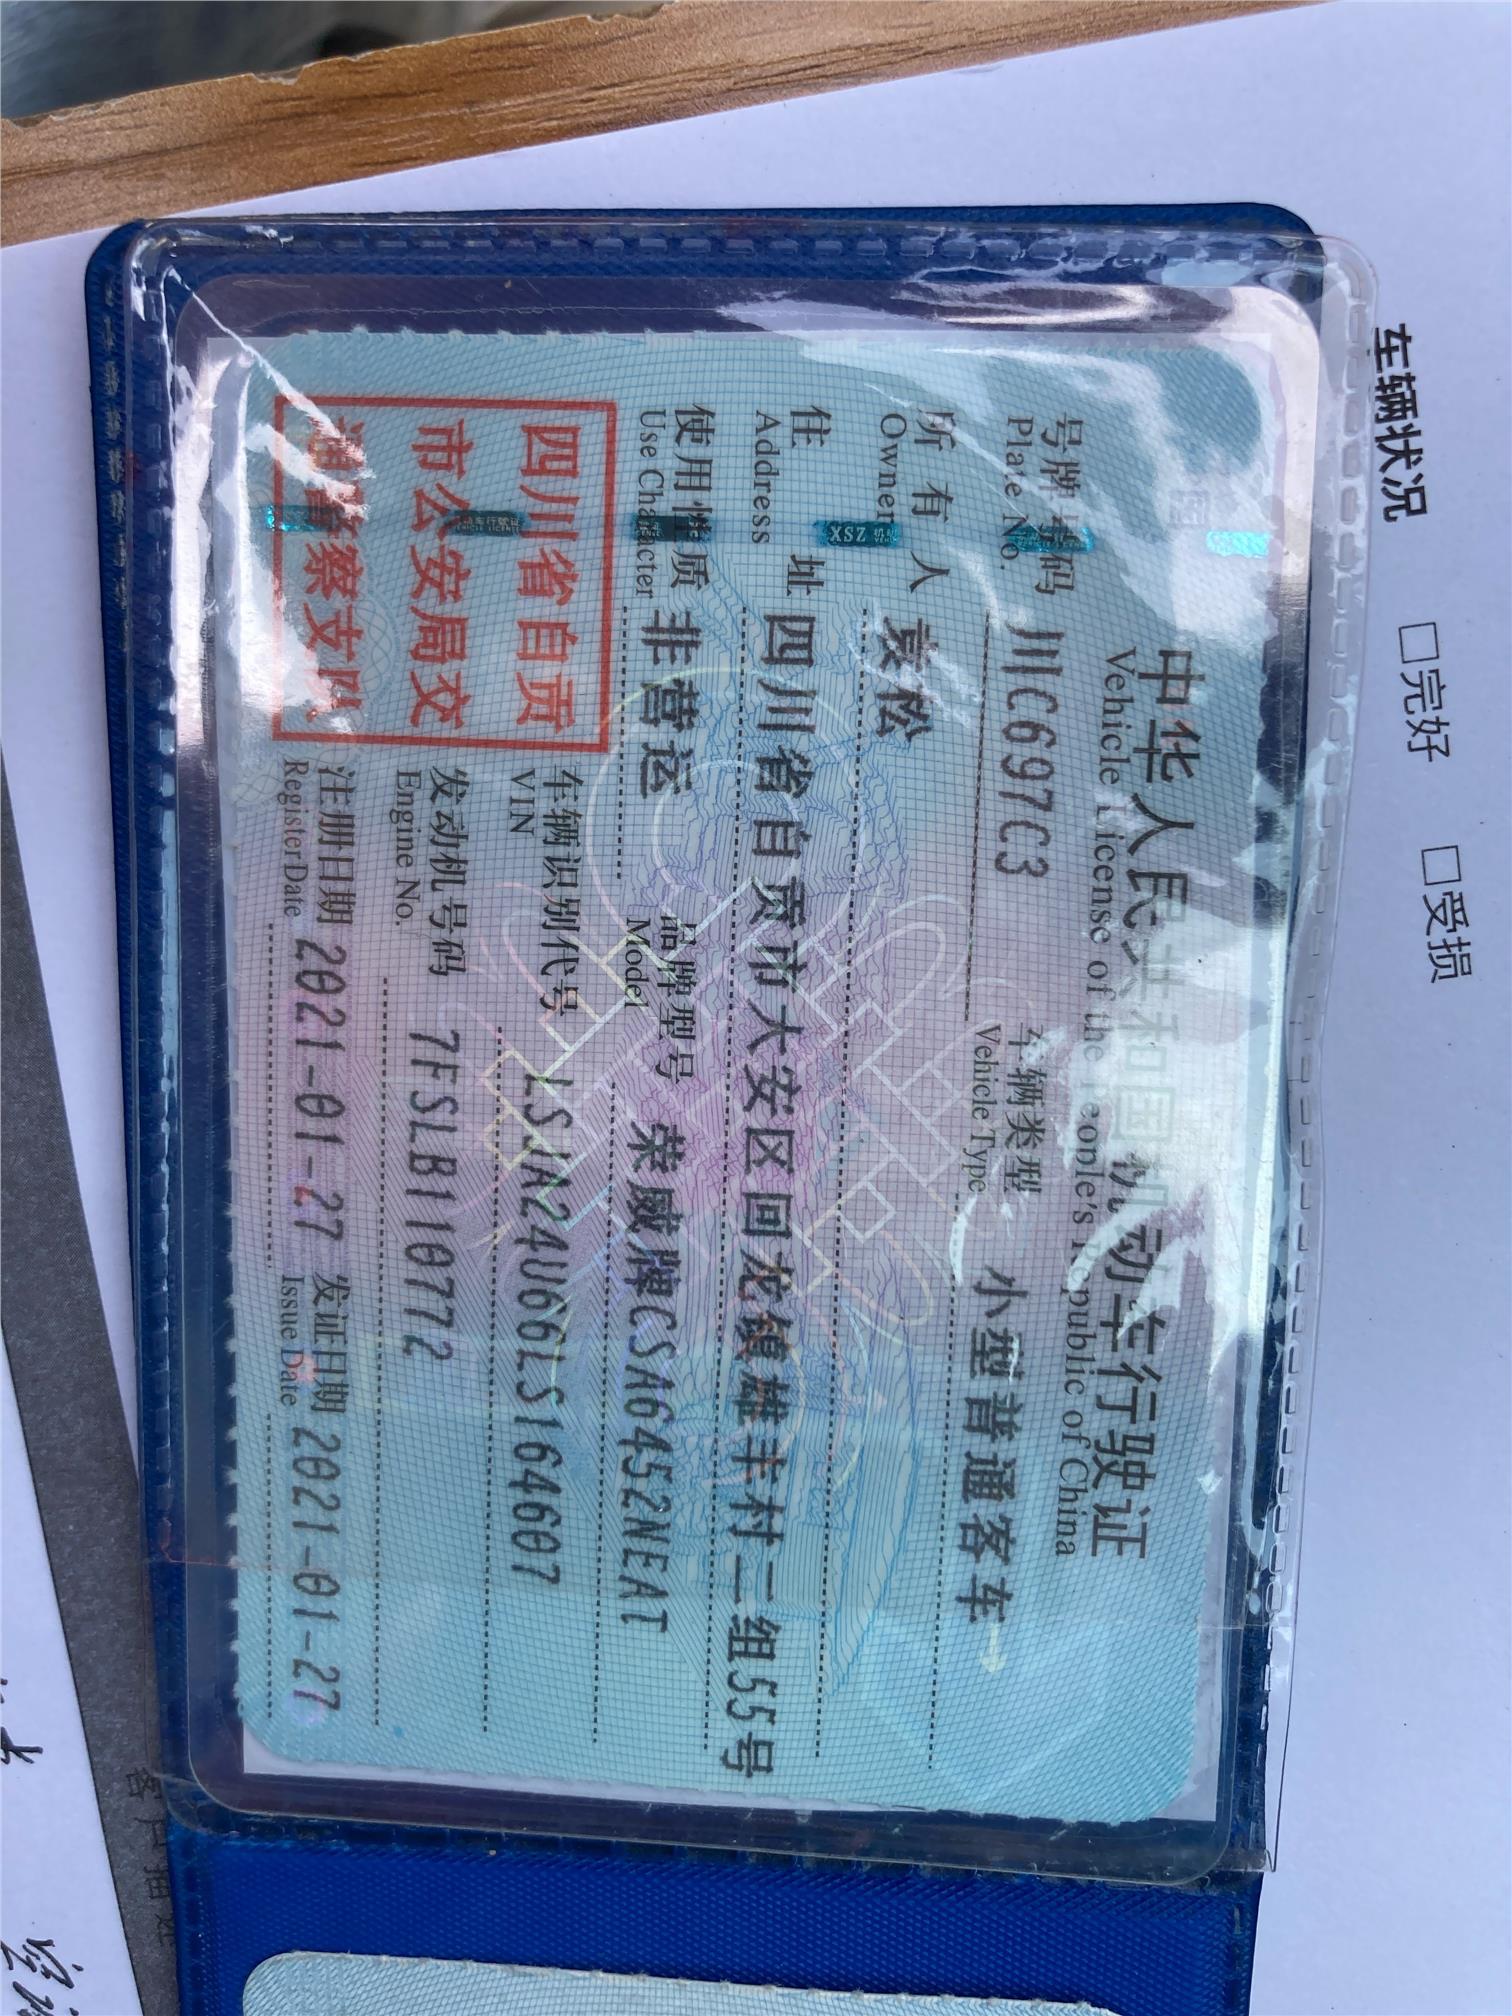 中华人民共和国机动车行驶证
Vehicle License of the People's Republic of China
号牌号码 川C697C3 车辆类型 小型普通客车
Plate No. Vehicle Type
所有人 袁松
Owner
住址 四川省自贡市大安区回龙镇雄丰村二组55号
Address
使用性质 非营运 品牌型号 荣威牌CSA6452NEAT
Use Character Model
四川省自贡
市公安局交
通警察支队
车辆识别代号 LSJA24U66LS164607
VIN
发动机号码 7FSLB110772
Engine No.
注册日期 2021-01-27 发证日期 2021-01-27
Register Date Issue Date
ZSX
车辆状况 □完好 □受损